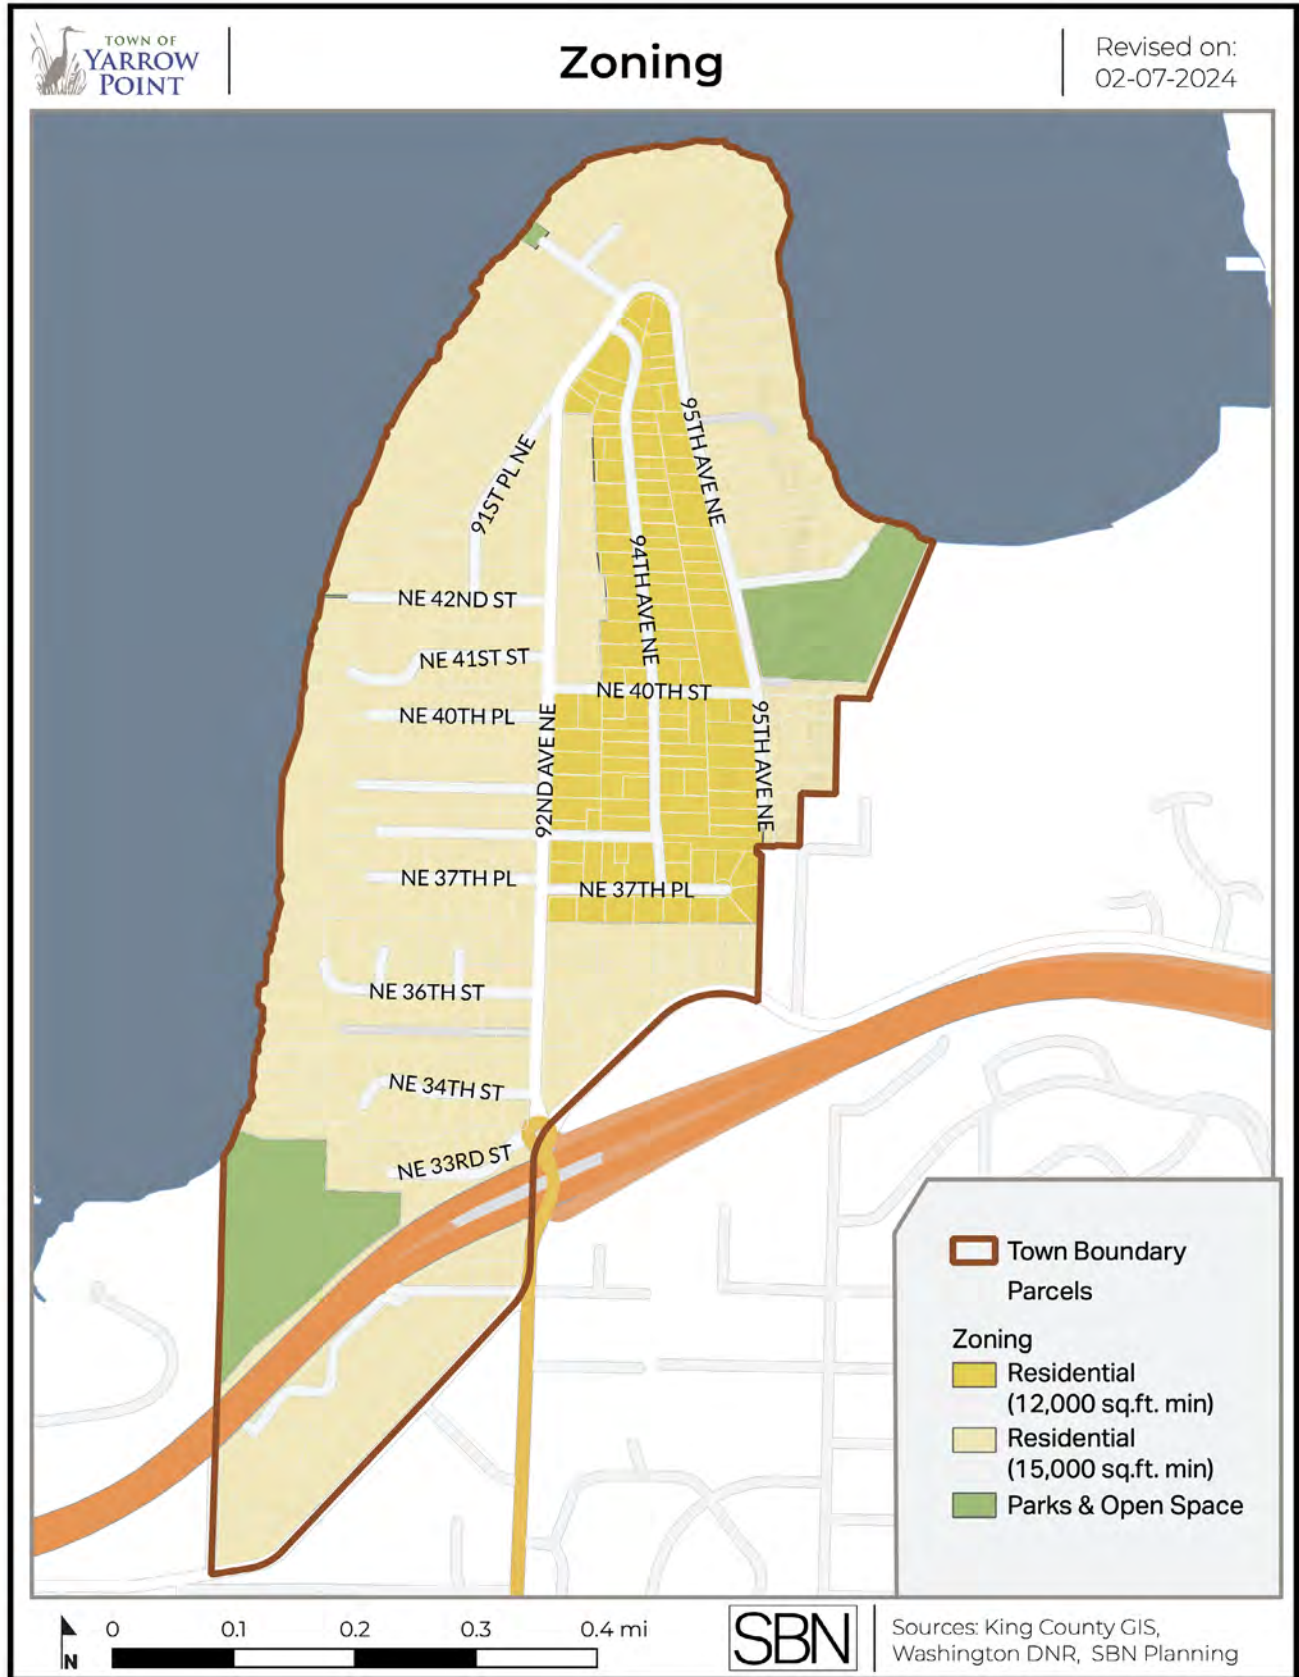 TOWN OF
YARROW
POINT
Zoning
Revised on:
02-07-2024
91ST PL NE
95TH AVE NE
94TH AVE NE
NE 42ND ST
NE 41ST ST
NE 40TH ST
NE 40TH PL
92ND AVE NE
95TH AVE NE
NE 37TH PL
NE 37TH PL
NE 36TH ST
NE 34TH ST
NE 33RD ST
Town Boundary
Parcels
Zoning
Residential
(12,000 sq.ft. min)
Residential
(15,000 sq.ft. min)
Parks & Open Space
N
0 0.1 0.2 0.3 0.4 mi
SBN
Sources: King County GIS,
Washington DNR, SBN Planning